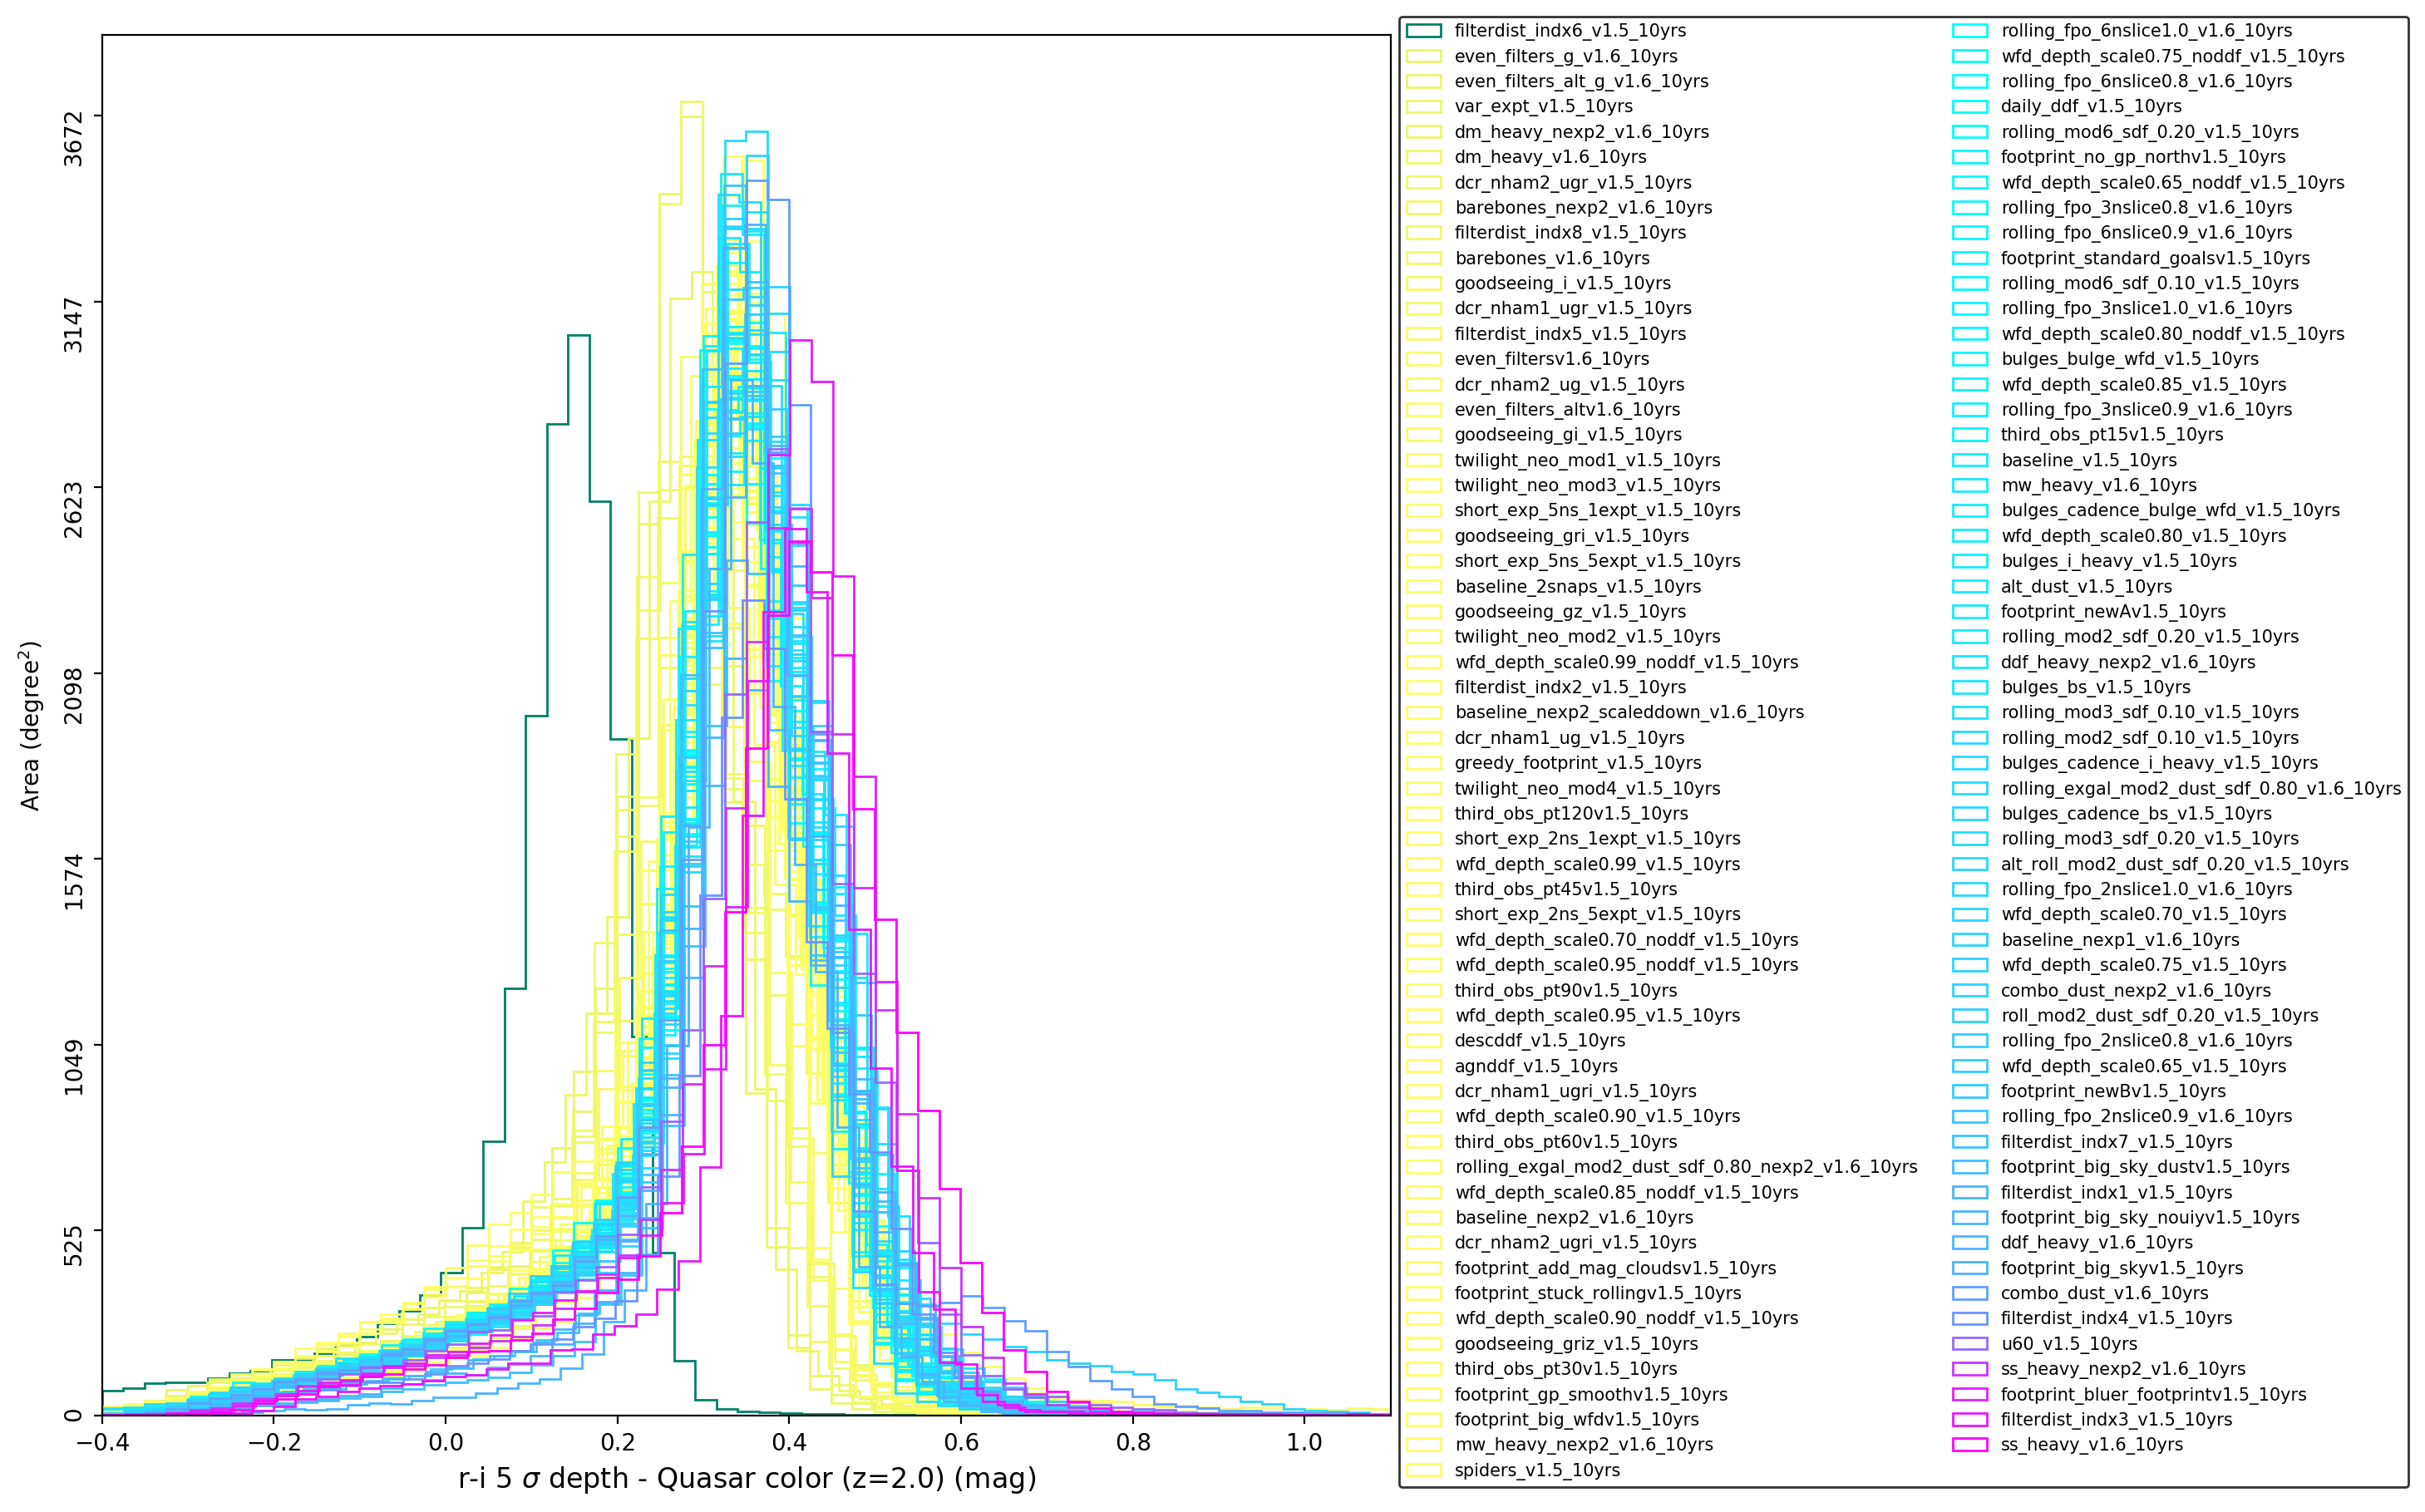 3672
3147
2623
2098
1574
1049
525
0
Area (degree²)
−0.4 −0.2 0.0 0.2 0.4 0.6 0.8 1.0
r-i 5 σ depth - Quasar color (z=2.0) (mag)
filterdist_indx6_v1.5_10yrs
even_filters_g_v1.6_10yrs
even_filters_alt_g_v1.6_10yrs
var_expt_v1.5_10yrs
dm_heavy_nexp2_v1.6_10yrs
dm_heavy_v1.6_10yrs
dcr_nham2_ugr_v1.5_10yrs
barebones_nexp2_v1.6_10yrs
filterdist_indx8_v1.5_10yrs
barebones_v1.6_10yrs
goodseeing_i_v1.5_10yrs
dcr_nham1_ugr_v1.5_10yrs
filterdist_indx5_v1.5_10yrs
even_filtersv1.6_10yrs
dcr_nham2_ug_v1.5_10yrs
even_filters_altv1.6_10yrs
goodseeing_gi_v1.5_10yrs
twilight_neo_mod1_v1.5_10yrs
twilight_neo_mod3_v1.5_10yrs
short_exp_5ns_1expt_v1.5_10yrs
goodseeing_gri_v1.5_10yrs
short_exp_5ns_5expt_v1.5_10yrs
baseline_2snaps_v1.5_10yrs
goodseeing_gz_v1.5_10yrs
twilight_neo_mod2_v1.5_10yrs
wfd_depth_scale0.99_noddf_v1.5_10yrs
filterdist_indx2_v1.5_10yrs
baseline_nexp2_scaleddown_v1.6_10yrs
dcr_nham1_ug_v1.5_10yrs
greedy_footprint_v1.5_10yrs
twilight_neo_mod4_v1.5_10yrs
third_obs_pt120v1.5_10yrs
short_exp_2ns_1expt_v1.5_10yrs
wfd_depth_scale0.99_v1.5_10yrs
third_obs_pt45v1.5_10yrs
short_exp_2ns_5expt_v1.5_10yrs
wfd_depth_scale0.70_noddf_v1.5_10yrs
wfd_depth_scale0.95_noddf_v1.5_10yrs
third_obs_pt90v1.5_10yrs
wfd_depth_scale0.95_v1.5_10yrs
descddf_v1.5_10yrs
agnddf_v1.5_10yrs
dcr_nham1_ugri_v1.5_10yrs
wfd_depth_scale0.90_v1.5_10yrs
third_obs_pt60v1.5_10yrs
rolling_exgal_mod2_dust_sdf_0.80_nexp2_v1.6_10yrs
wfd_depth_scale0.85_noddf_v1.5_10yrs
baseline_nexp2_v1.6_10yrs
dcr_nham2_ugri_v1.5_10yrs
footprint_add_mag_cloudsv1.5_10yrs
footprint_stuck_rollingv1.5_10yrs
wfd_depth_scale0.90_noddf_v1.5_10yrs
goodseeing_griz_v1.5_10yrs
third_obs_pt30v1.5_10yrs
footprint_gp_smoothv1.5_10yrs
footprint_big_wfdv1.5_10yrs
mw_heavy_nexp2_v1.6_10yrs
spiders_v1.5_10yrs
rolling_fpo_6nslice1.0_v1.6_10yrs
wfd_depth_scale0.75_noddf_v1.5_10yrs
rolling_fpo_6nslice0.8_v1.6_10yrs
daily_ddf_v1.5_10yrs
rolling_mod6_sdf_0.20_v1.5_10yrs
footprint_no_gp_northv1.5_10yrs
wfd_depth_scale0.65_noddf_v1.5_10yrs
rolling_fpo_3nslice0.8_v1.6_10yrs
rolling_fpo_6nslice0.9_v1.6_10yrs
footprint_standard_goalsv1.5_10yrs
rolling_mod6_sdf_0.10_v1.5_10yrs
rolling_fpo_3nslice1.0_v1.6_10yrs
wfd_depth_scale0.80_noddf_v1.5_10yrs
bulges_bulge_wfd_v1.5_10yrs
wfd_depth_scale0.85_v1.5_10yrs
rolling_fpo_3nslice0.9_v1.6_10yrs
third_obs_pt15v1.5_10yrs
baseline_v1.5_10yrs
mw_heavy_v1.6_10yrs
bulges_cadence_bulge_wfd_v1.5_10yrs
wfd_depth_scale0.80_v1.5_10yrs
bulges_i_heavy_v1.5_10yrs
alt_dust_v1.5_10yrs
footprint_newAv1.5_10yrs
rolling_mod2_sdf_0.20_v1.5_10yrs
ddf_heavy_nexp2_v1.6_10yrs
bulges_bs_v1.5_10yrs
rolling_mod3_sdf_0.10_v1.5_10yrs
rolling_mod2_sdf_0.10_v1.5_10yrs
bulges_cadence_i_heavy_v1.5_10yrs
rolling_exgal_mod2_dust_sdf_0.80_v1.6_10yrs
bulges_cadence_bs_v1.5_10yrs
rolling_mod3_sdf_0.20_v1.5_10yrs
alt_roll_mod2_dust_sdf_0.20_v1.5_10yrs
rolling_fpo_2nslice1.0_v1.6_10yrs
wfd_depth_scale0.70_v1.5_10yrs
baseline_nexp1_v1.6_10yrs
wfd_depth_scale0.75_v1.5_10yrs
combo_dust_nexp2_v1.6_10yrs
roll_mod2_dust_sdf_0.20_v1.5_10yrs
rolling_fpo_2nslice0.8_v1.6_10yrs
wfd_depth_scale0.65_v1.5_10yrs
footprint_newBv1.5_10yrs
rolling_fpo_2nslice0.9_v1.6_10yrs
filterdist_indx7_v1.5_10yrs
footprint_big_sky_dustv1.5_10yrs
filterdist_indx1_v1.5_10yrs
footprint_big_sky_nouiyv1.5_10yrs
ddf_heavy_v1.6_10yrs
footprint_big_skyv1.5_10yrs
combo_dust_v1.6_10yrs
filterdist_indx4_v1.5_10yrs
u60_v1.5_10yrs
ss_heavy_nexp2_v1.6_10yrs
footprint_bluer_footprintv1.5_10yrs
filterdist_indx3_v1.5_10yrs
ss_heavy_v1.6_10yrs